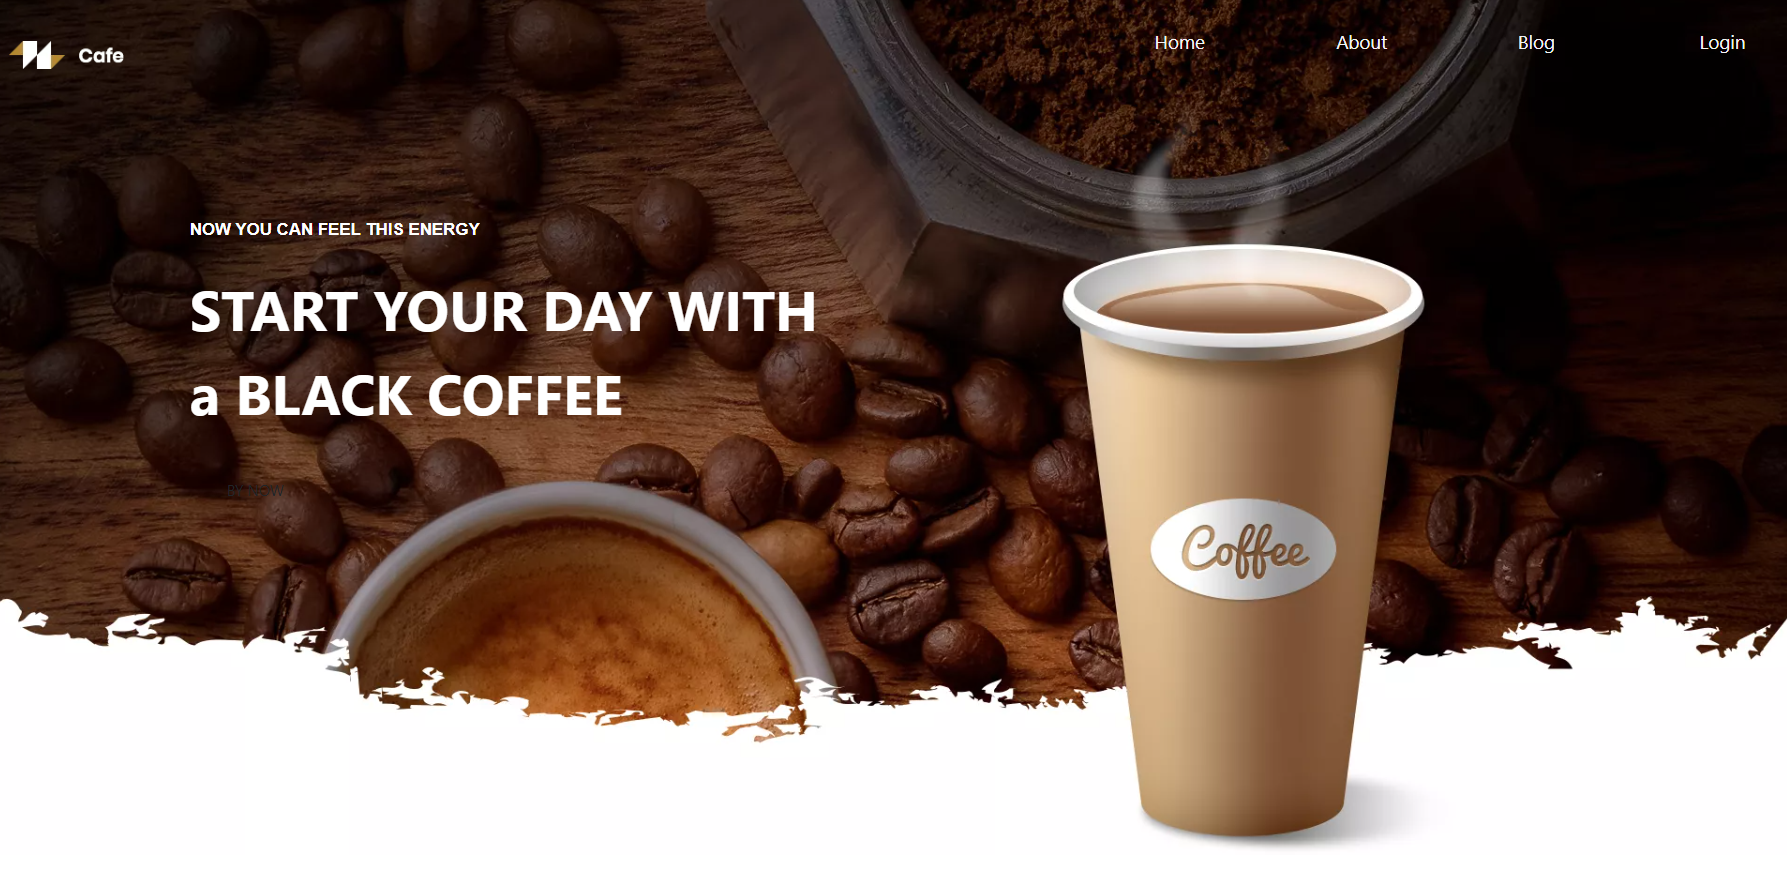 Cafe
Home
About
Blog
Login
NOW YOU CAN FEEL THIS ENERGY
START YOUR DAY WITH
a BLACK COFFEE
Coffee